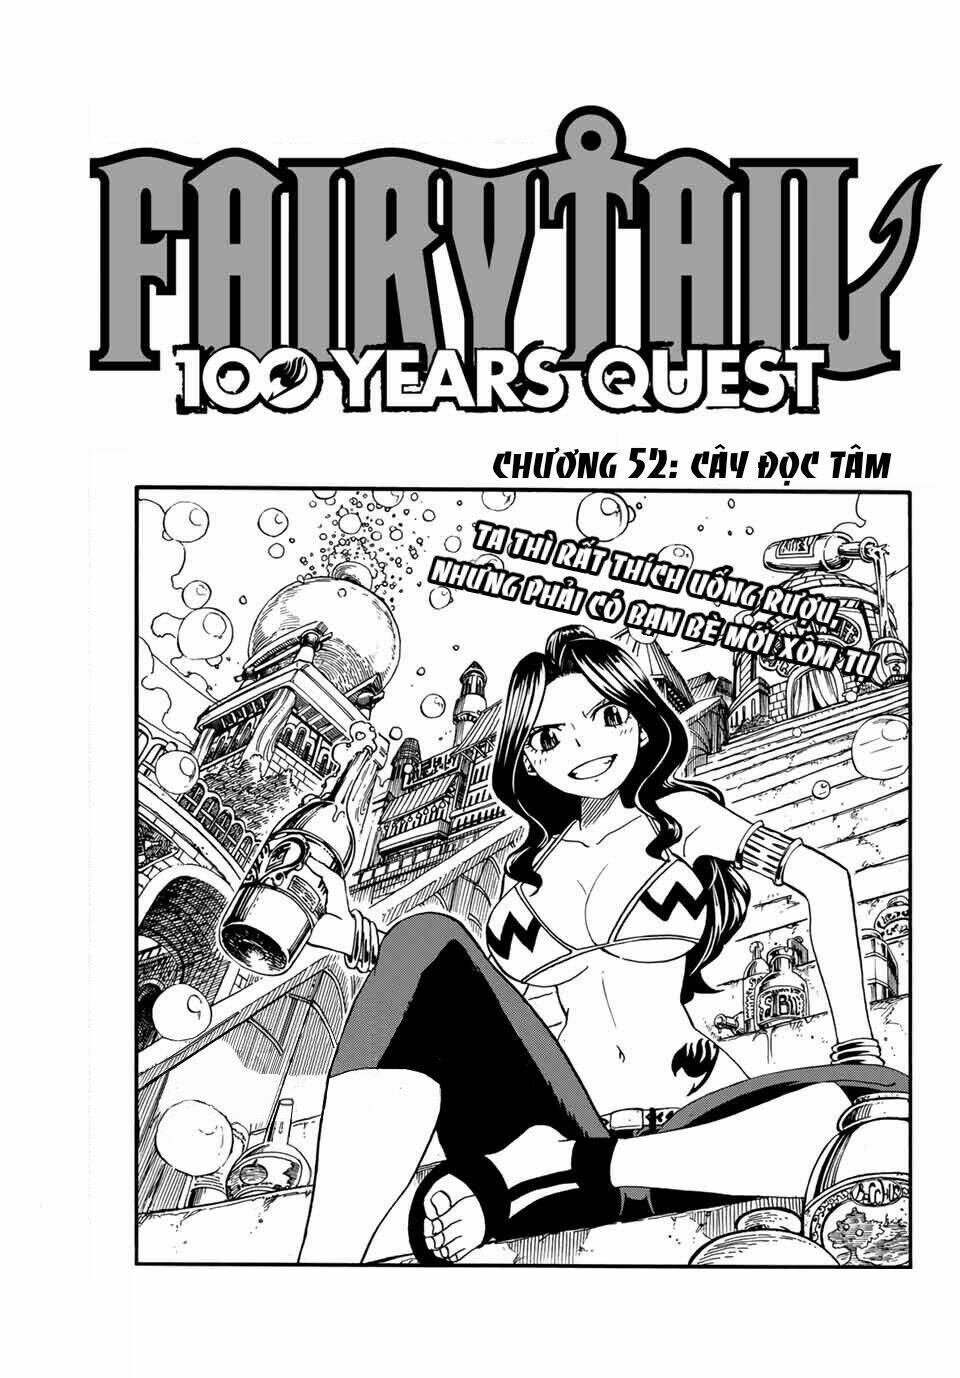 FAIRY TAIL
100 YEARS QUEST
CHƯƠNG 52: CÂY ĐỌC TÂM
TA THÌ RẤT THÍCH UỐNG RƯỢU,
NHƯNG PHẢI CÓ BẠN BÈ MỚI XÔM TỤ